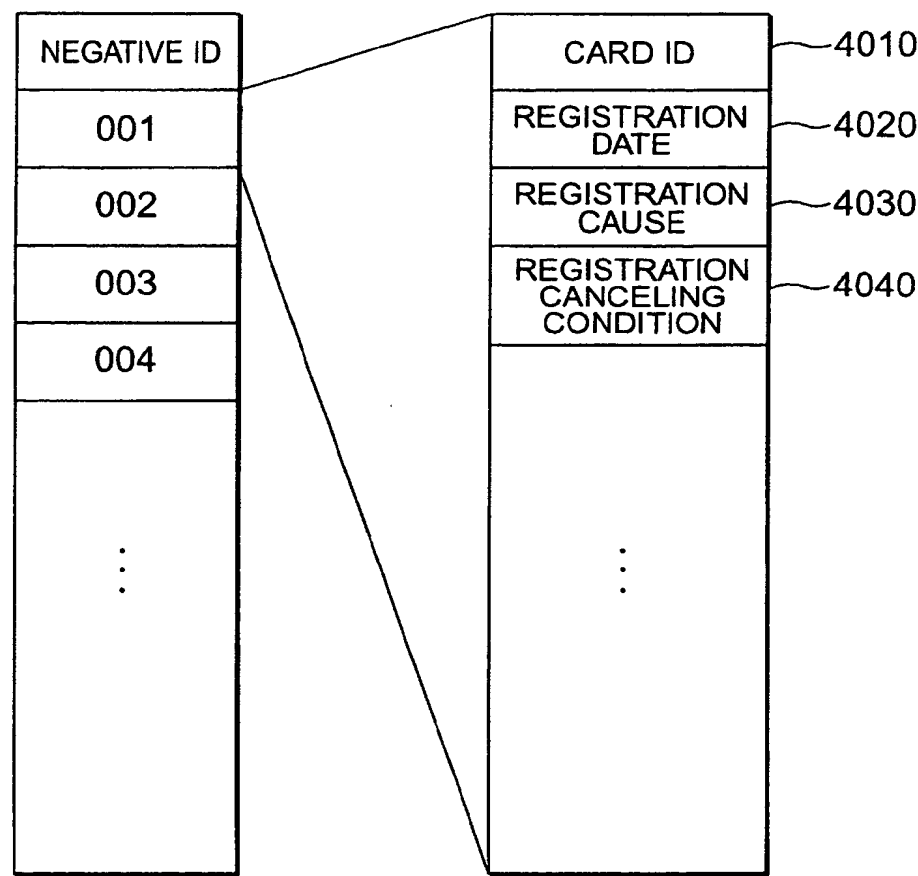 NEGATIVE ID
001
002
003
004
CARD ID
4010
REGISTRATION
DATE
4020
REGISTRATION
CAUSE
4030
REGISTRATION
CANCELING
CONDITION
4040